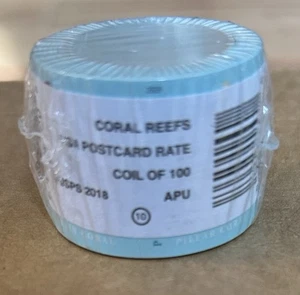 CORAL REEFS
POSTCARD RATE
COIL OF 100
USPS 2018 APU
10